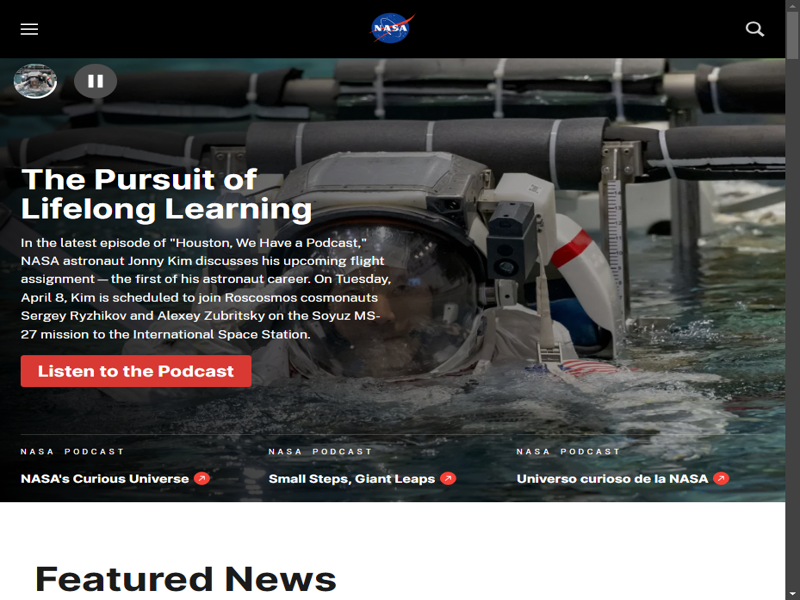 NASA
The Pursuit of
Lifelong Learning
In the latest episode of "Houston, We Have a Podcast,"
NASA astronaut Jonny Kim discusses his upcoming flight
assignment — the first of his astronaut career. On Tuesday,
April 8, Kim is scheduled to join Roscosmos cosmonauts
Sergey Ryzhikov and Alexey Zubritsky on the Soyuz MS-
27 mission to the International Space Station.
Listen to the Podcast
NASA PODCAST
NASA's Curious Universe
NASA PODCAST
Small Steps, Giant Leaps
NASA PODCAST
Universo curioso de la NASA
Featured News